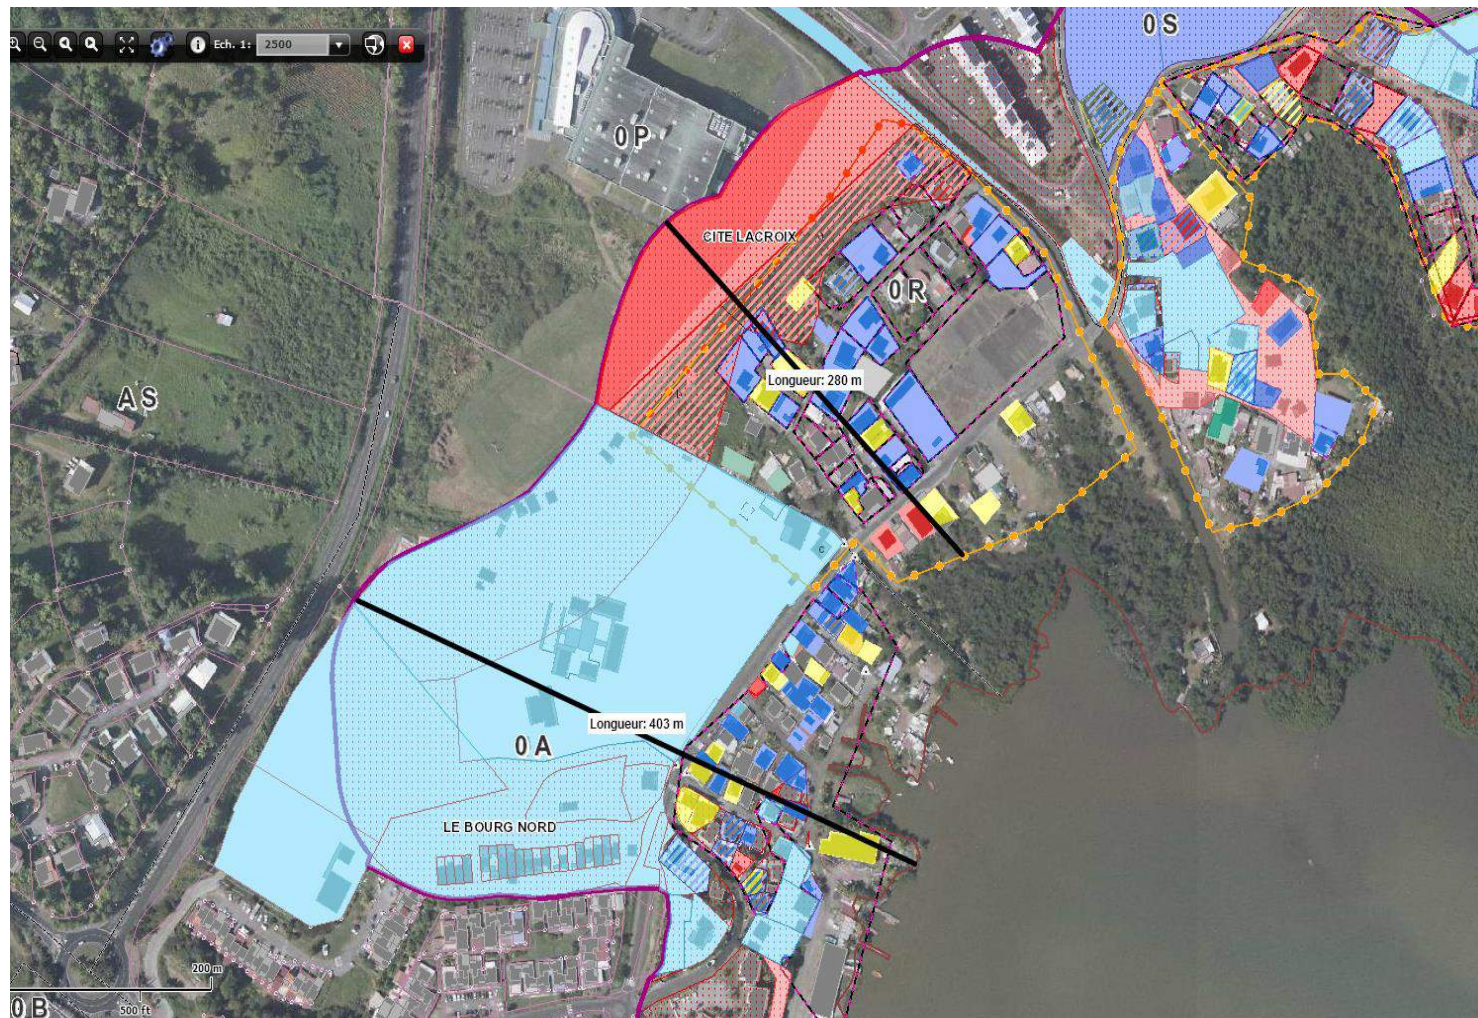 0 S
Ech. 1: 2500
0 P
CITE LACROIX
0 R
Longueur: 280 m
A S
C
Longueur: 403 m
0 A
LE BOURG NORD
200 m
500 ft
0 B